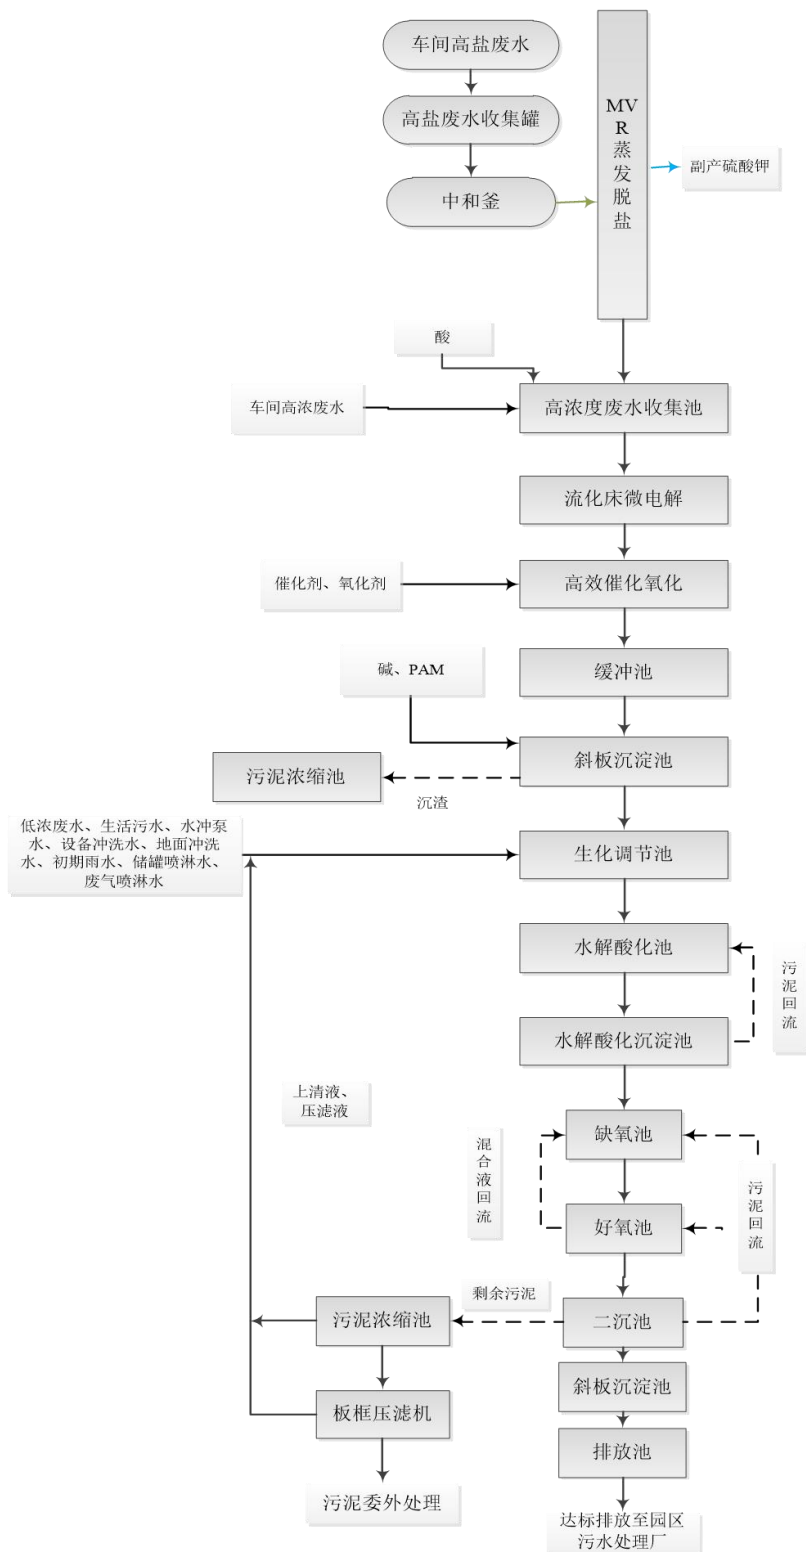 车间高盐废水
高盐废水收集罐
中和釜
MV
R
蒸
发
脱
盐
副产硫酸钾
酸
车间高浓废水
高浓度废水收集池
流化床微电解
催化剂、氧化剂
高效催化氧化
缓冲池
碱、PAM
斜板沉淀池
污泥浓缩池
沉渣
低浓废水、生活污水、水冲泵
水、设备冲洗水、地面冲洗
水、初期雨水、储罐喷淋水、
废气喷淋水
生化调节池
水解酸化池
污
泥
回
流
水解酸化沉淀池
上清液、
压滤液
缺氧池
混
合
液
回
流
污
泥
回
流
好氧池
剩余污泥
污泥浓缩池
二沉池
斜板沉淀池
板框压滤机
排放池
污泥委外处理
达标排放至园区
污水处理厂